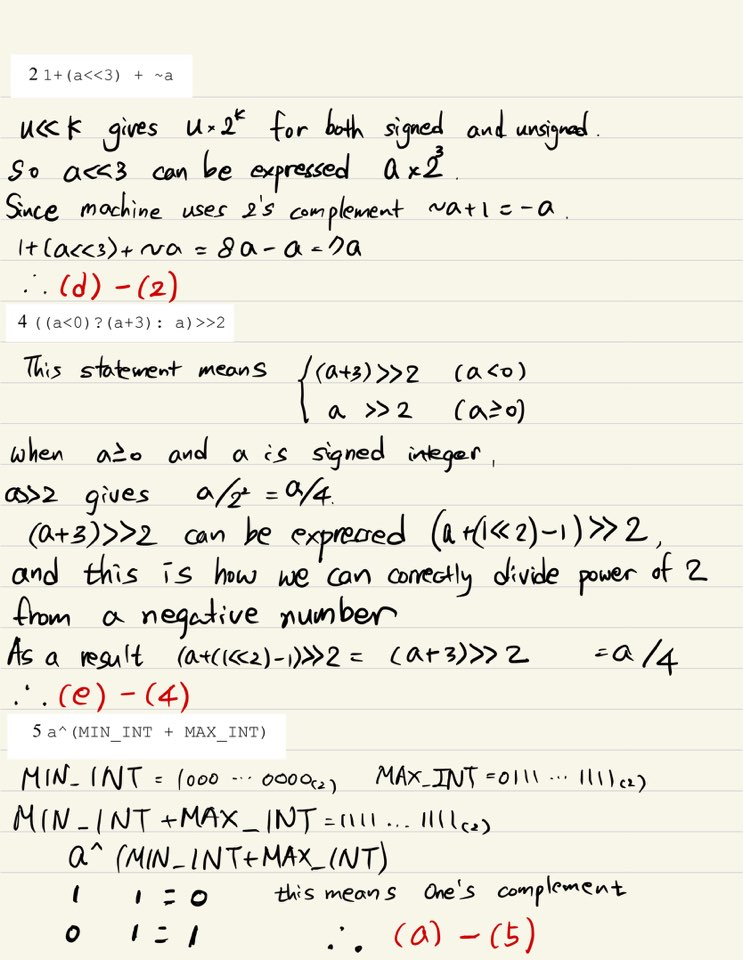 2 1+(a<<3) + ~a
u<<k gives u×2^k for both signed and unsigned.
So a<<3 can be expressed a×2^3.
Since machine uses 2's complement ~a+1=-a.
1+(a<<3)+~a = 8a-a=7a
∴ (d) - (2)
4 ((a<0)?(a+3): a)>>2
This statement means { (a+3)>>2 (a<0)
a >>2 (a≥0)
when a≥0 and a is signed integer,
a>>2 gives a/2^2 = a/4.
(a+3)>>2 can be expressed (a+(1<<2)-1)>>2,
and this is how we can correctly divide power of 2
from a negative number
As a result (a+(1<<2)-1)>>2 = (a+3)>>2 = a/4
∴ (e) - (4)
5 a^(MIN_INT + MAX_INT)
MIN_INT = 1000 ... 0000(2) MAX_INT = 0111 ... 1111(2)
MIN_INT + MAX_INT = 1111 ... 1111(2)
a^ (MIN_INT+MAX_INT)
1 1 = 0 this means One's complement
0 1 = 1 ∴ (a) - (5)